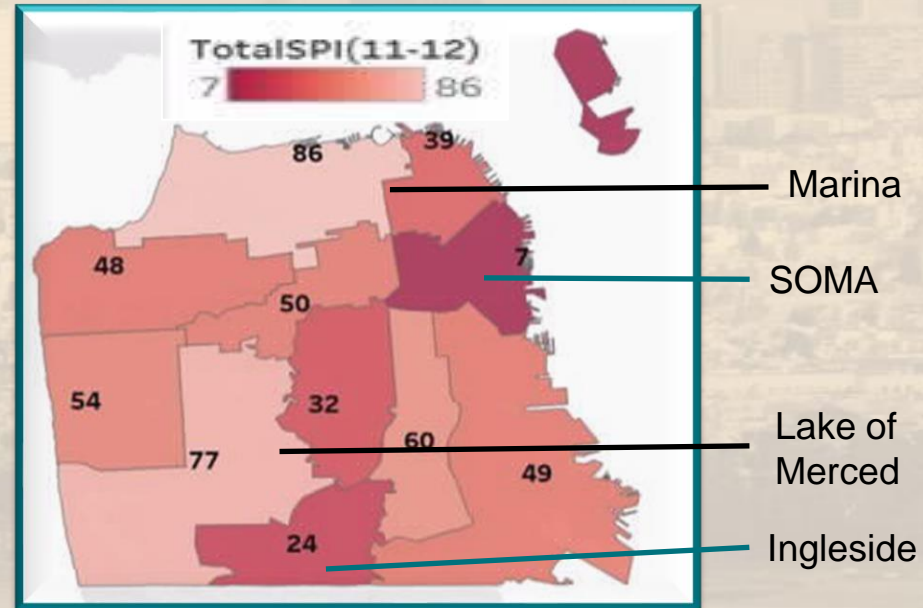 TotalSPI(11-12)
7 86
86
39
Marina
48
7
SOMA
50
54
32
77
60
49
Lake of
Merced
24
Ingleside